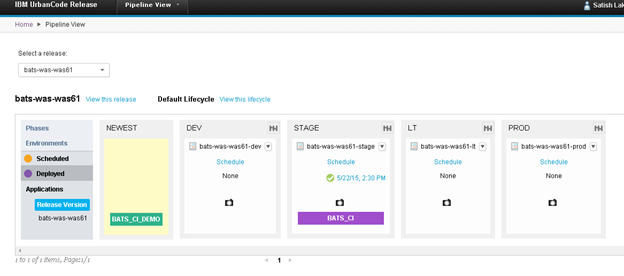 IBM UrbanCode Release
Pipeline View
Satish Lak
Home ▸ Pipeline View
Select a release:
bats-was-was61
bats-was-was61 View this release Default Lifecycle View this lifecycle
Phases
Environments
Scheduled
Deployed
Applications
Release Version
bats-was-was61
NEWEST
BATS_CI_DEMO
DEV
bats-was-was61-dev
Schedule
None
STAGE
bats-was-was61-stage
Schedule
5/22/15, 2:30 PM
BATS_CI
LT
bats-was-was61-lt
Schedule
None
PROD
bats-was-was61-prod
Schedule
None
1 to 1 of 1 items, Page:1/1
1